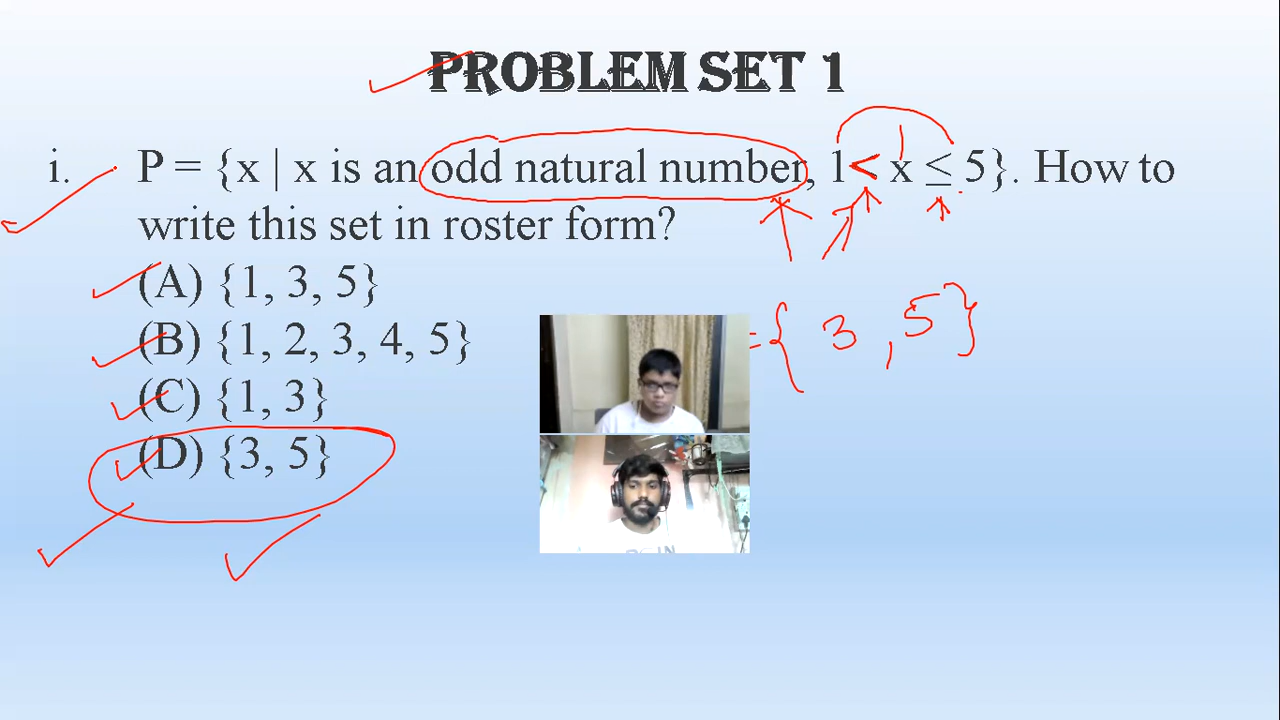 PROBLEM SET 1
i. P = {x | x is an odd natural number, 1 < x ≤ 5}. How to
write this set in roster form?
(A) {1, 3, 5}
(B) {1, 2, 3, 4, 5}
= { 3 , 5 }
(C) {1, 3}
(D) {3, 5}